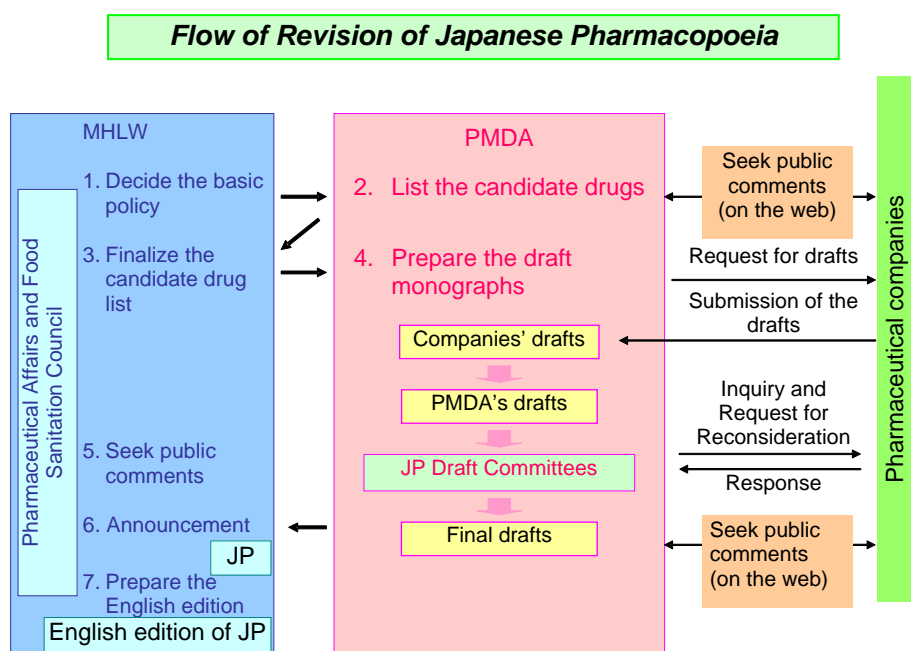 Flow of Revision of Japanese Pharmacopoeia
MHLW
Pharmaceutical Affairs and Food
Sanitation Council
1. Decide the basic
policy
3. Finalize the
candidate drug
list
5. Seek public
comments
6. Announcement
JP
7. Prepare the
English edition
English edition of JP
PMDA
2. List the candidate drugs
4. Prepare the draft
monographs
Companies' drafts
PMDA's drafts
JP Draft Committees
Final drafts
Seek public
comments
(on the web)
Request for drafts
Submission of the
drafts
Inquiry and
Request for
Reconsideration
Response
Seek public
comments
(on the web)
Pharmaceutical companies